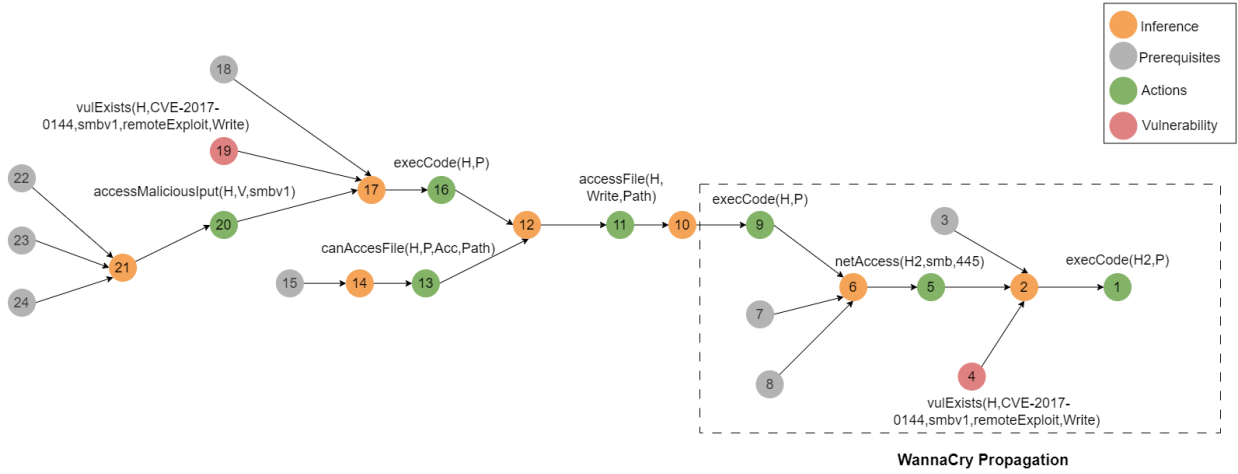 Inference
Prerequisites
Actions
Vulnerability
18
vulExists(H,CVE-2017-
0144,smbv1,remoteExploit,Write)
19
execCode(H,P)
22
accessMaliciousIput(H,V,smbv1)
17
16
accessFile(H,
Write,Path)
execCode(H,P)
20
12
11
10
9
3
23
canAccesFile(H,P,Acc,Path)
netAccess(H2,smb,445)
execCode(H2,P)
21
15
14
13
6
5
2
1
24
7
8
4
vulExists(H,CVE-2017-
0144,smbv1,remoteExploit,Write)
WannaCry Propagation